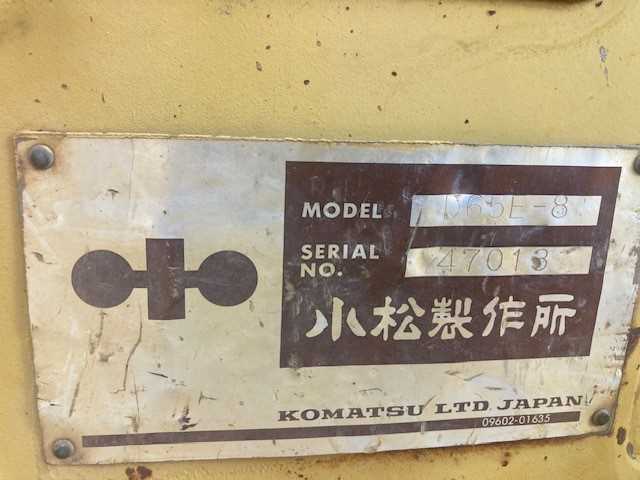 MODEL D65E-8
SERIAL NO. 47013
小松製作所
KOMATSU LTD. JAPAN
09602-01635